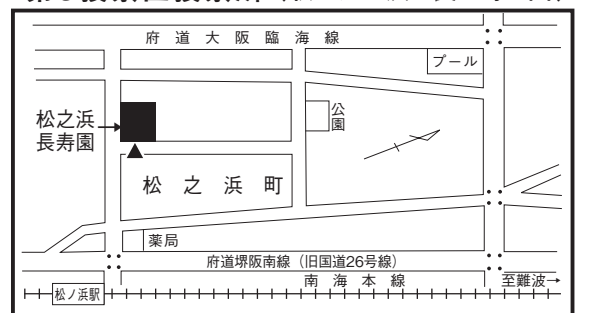 府道大阪臨海線
プール
松之浜
長寿園
公園
松之浜町
薬局
府道堺阪南線（旧国道26号線）
南海本線
至難波→
松ノ浜駅